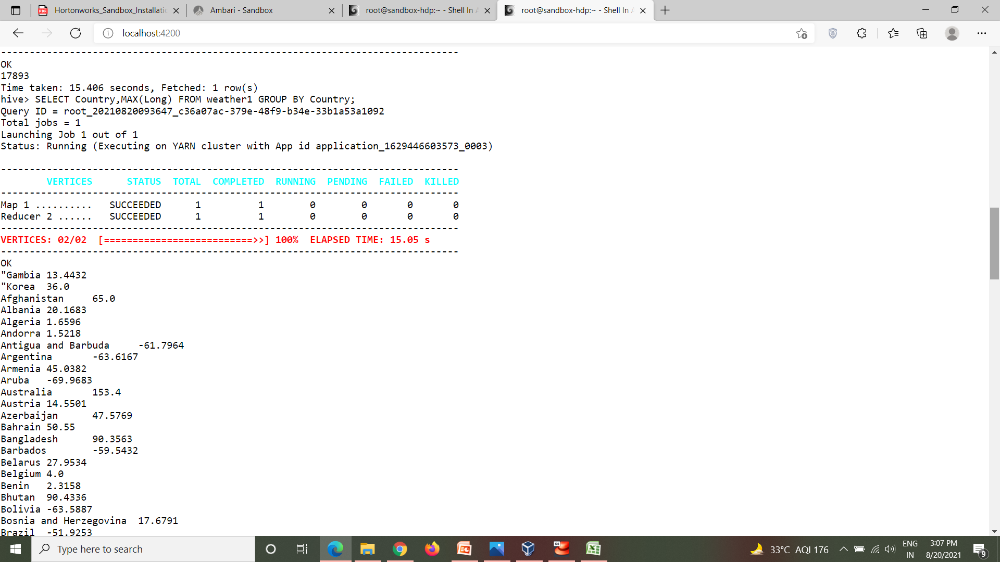 Hortonworks_Sandbox_Installatio
Ambari - Sandbox
root@sandbox-hdp:~ - Shell In A
root@sandbox-hdp:~ - Shell In A
localhost:4200
--------------------------------------------------------------------------------
OK
17893
Time taken: 15.406 seconds, Fetched: 1 row(s)
hive> SELECT Country,MAX(Long) FROM weather1 GROUP BY Country;
Query ID = root_20210820093647_c36a07ac-379e-48f9-b34e-33b1a53a1092
Total jobs = 1
Launching Job 1 out of 1
Status: Running (Executing on YARN cluster with App id application_1629446603573_0003)
--------------------------------------------------------------------------------
VERTICES STATUS TOTAL COMPLETED RUNNING PENDING FAILED KILLED
--------------------------------------------------------------------------------
Map 1 .......... SUCCEEDED 1 1 0 0 0 0
Reducer 2 ...... SUCCEEDED 1 1 0 0 0 0
--------------------------------------------------------------------------------
VERTICES: 02/02 [==========================>>] 100% ELAPSED TIME: 15.05 s
--------------------------------------------------------------------------------
OK
"Gambia 13.4432
"Korea 36.0
Afghanistan 65.0
Albania 20.1683
Algeria 1.6596
Andorra 1.5218
Antigua and Barbuda -61.7964
Argentina -63.6167
Armenia 45.0382
Aruba -69.9683
Australia 153.4
Austria 14.5501
Azerbaijan 47.5769
Bahrain 50.55
Bangladesh 90.3563
Barbados -59.5432
Belarus 27.9534
Belgium 4.0
Benin 2.3158
Bhutan 90.4336
Bolivia -63.5887
Bosnia and Herzegovina 17.6791
Brazil -51.9253
Type here to search
33°C AQI 176
ENG
IN
3:07 PM
8/20/2021
9